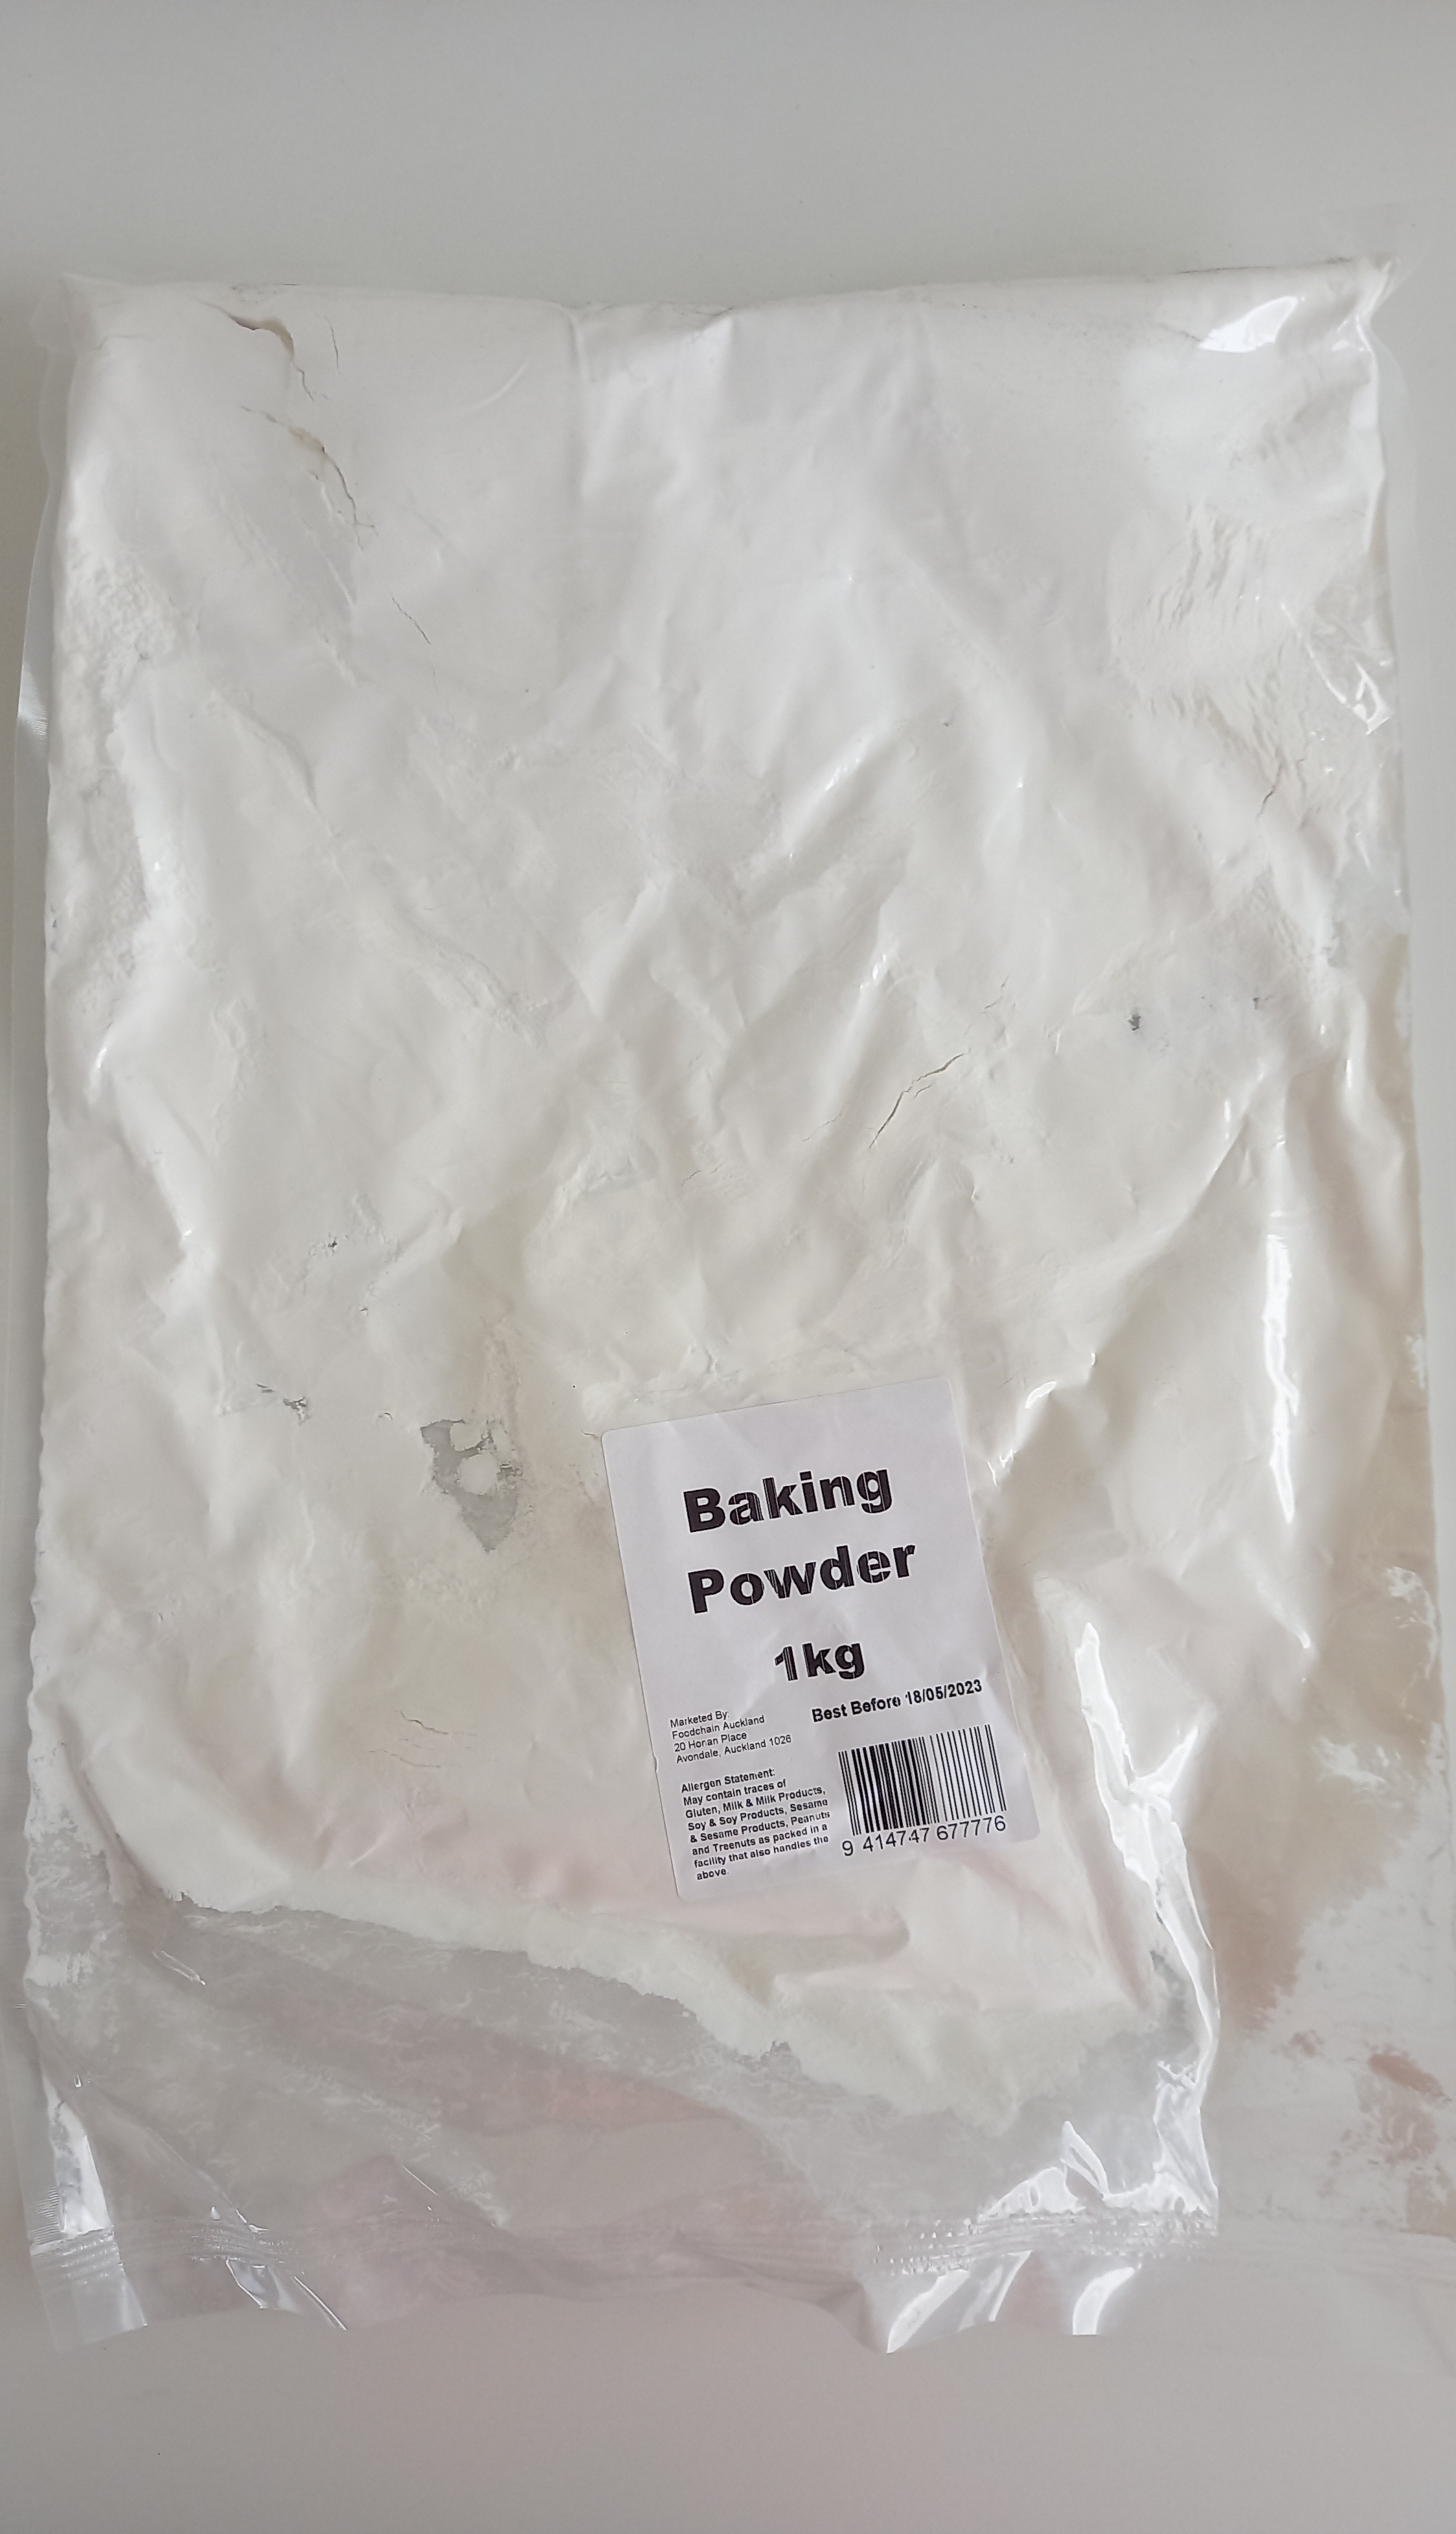 Baking
Powder
1kg
Best Before 18/05/2023
Marketed By:
Foodchain Auckland
20 Horian Place
Avondale, Auckland 1026
Allergen Statement:
May contain traces of
Gluten, Milk & Milk Products,
Soy & Soy Products, Sesame
& Sesame Products, Peanuts
and Treenuts as packed in a
facility that also handles the
above.
9 414747 677776